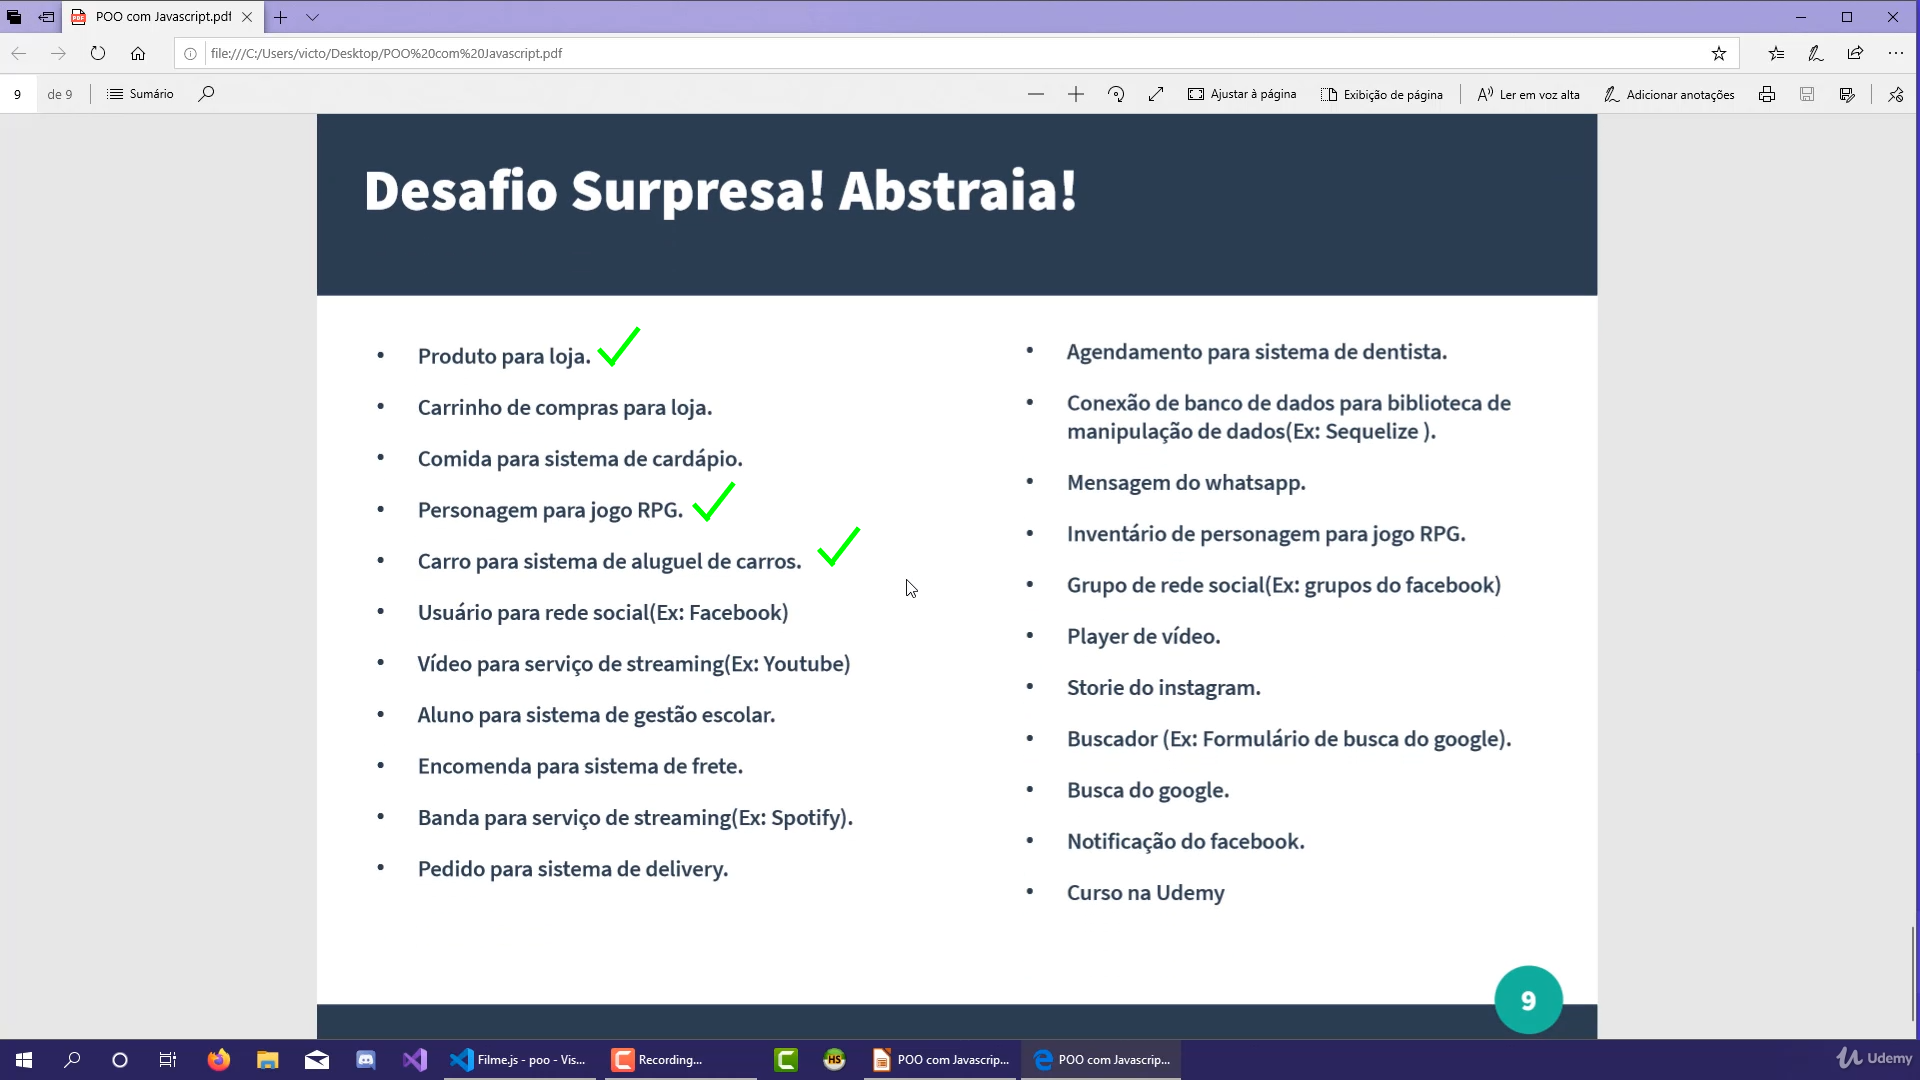 POO com Javascript.pdf
file:///C:/Users/victo/Desktop/POO%20com%20Javascript.pdf
9 de 9 Sumário Ajustar à página Exibição de página Ler em voz alta Adicionar anotações
Desafio Surpresa! Abstraia!
• Produto para loja.
• Carrinho de compras para loja.
• Comida para sistema de cardápio.
• Personagem para jogo RPG.
• Carro para sistema de aluguel de carros.
• Usuário para rede social(Ex: Facebook)
• Vídeo para serviço de streaming(Ex: Youtube)
• Aluno para sistema de gestão escolar.
• Encomenda para sistema de frete.
• Banda para serviço de streaming(Ex: Spotify).
• Pedido para sistema de delivery.
• Agendamento para sistema de dentista.
• Conexão de banco de dados para biblioteca de
manipulação de dados(Ex: Sequelize ).
• Mensagem do whatsapp.
• Inventário de personagem para jogo RPG.
• Grupo de rede social(Ex: grupos do facebook)
• Player de vídeo.
• Storie do instagram.
• Buscador (Ex: Formulário de busca do google).
• Busca do google.
• Notificação do facebook.
• Curso na Udemy
9
Filme.js - poo - Vis... Recording... HS POO com Javascrip... POO com Javascrip... Udemy